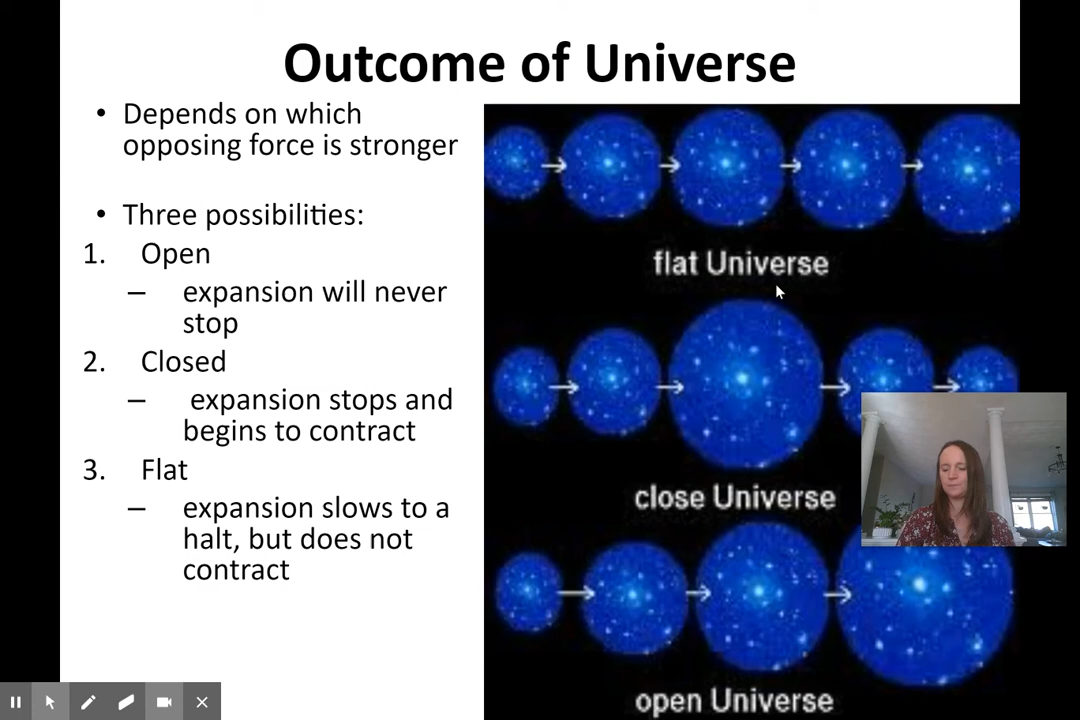 Outcome of Universe
• Depends on which
opposing force is stronger
• Three possibilities:
1. Open
– expansion will never
stop
2. Closed
– expansion stops and
begins to contract
3. Flat
– expansion slows to a
halt, but does not
contract
flat Universe
close Universe
open Universe